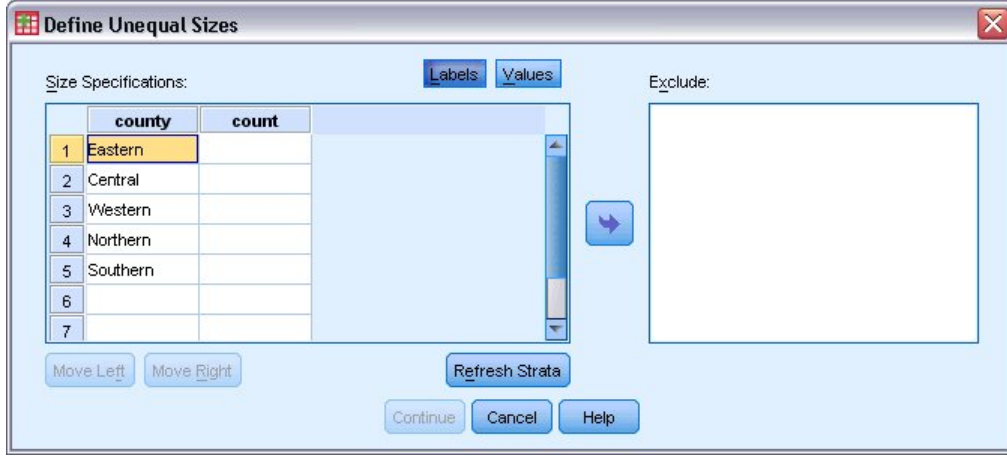 Define Unequal Sizes
Size Specifications:
Labels
Values
Exclude:
county count
1 Eastern
2 Central
3 Western
4 Northern
5 Southern
6
7
Move Left
Move Right
Refresh Strata
Continue
Cancel
Help